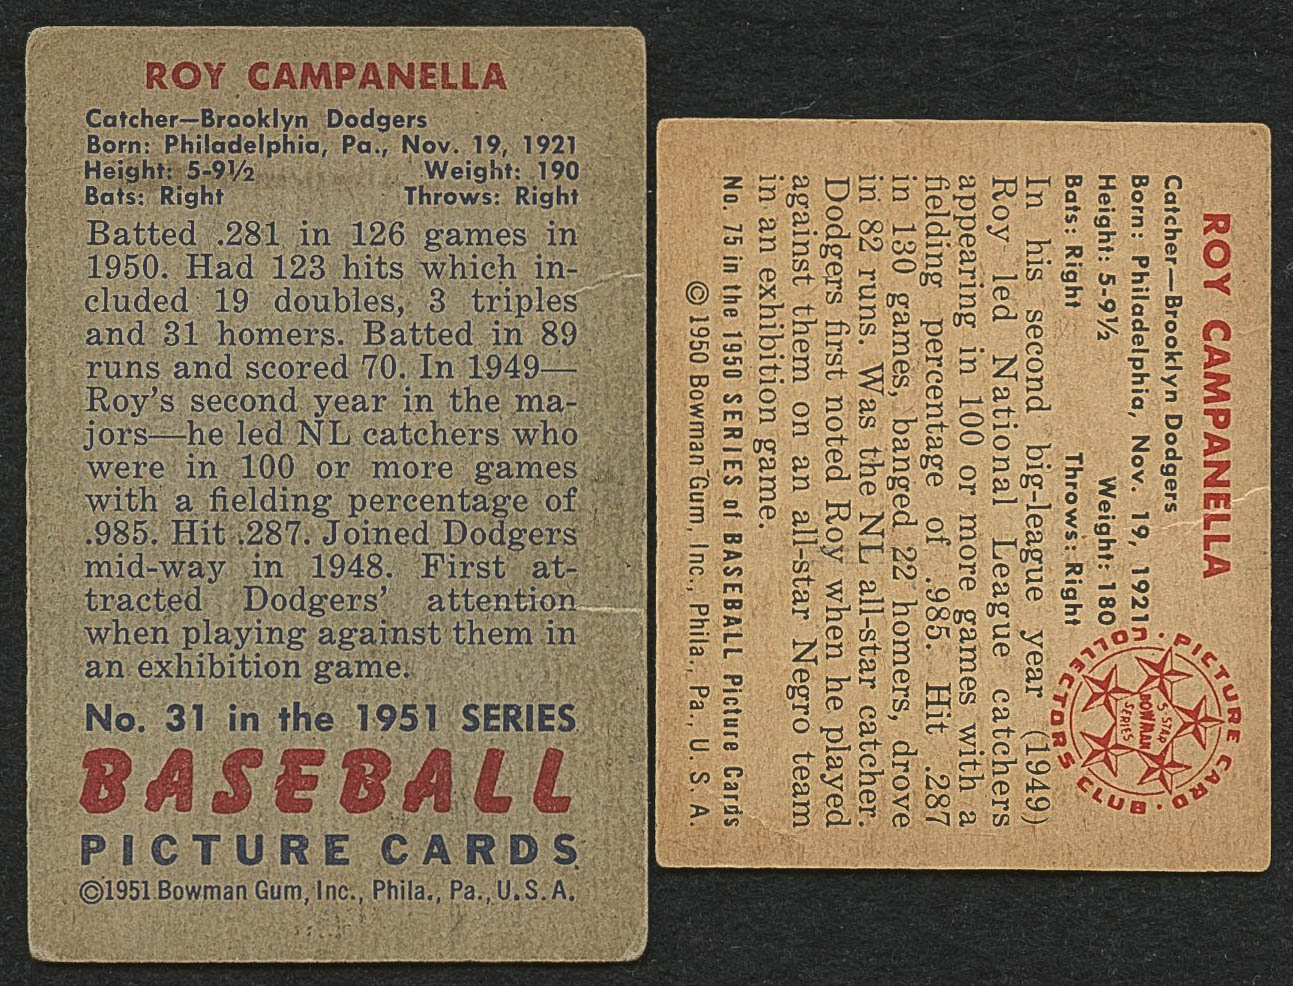 ROY CAMPANELLA
Catcher—Brooklyn Dodgers
Born: Philadelphia, Pa., Nov. 19, 1921
Height: 5-9½ Weight: 190
Bats: Right Throws: Right
Batted .281 in 126 games in
1950. Had 123 hits which in-
cluded 19 doubles, 3 triples
and 31 homers. Batted in 89
runs and scored 70. In 1949—
Roy's second year in the ma-
jors—he led NL catchers who
were in 100 or more games
with a fielding percentage of
.985. Hit .287. Joined Dodgers
mid-way in 1948. First at-
tracted Dodgers' attention
when playing against them in
an exhibition game.
No. 31 in the 1951 SERIES
BASEBALL
PICTURE CARDS
©1951 Bowman Gum, Inc., Phila., Pa., U.S.A.
ROY CAMPANELLA
Catcher—Brooklyn Dodgers
Born: Philadelphia, Nov. 19, 1921
Height: 5-9½ Weight: 180
Bats: Right Throws: Right
In his second big-league year (1949)
Roy led National League catchers
appearing in 100 or more games with a
fielding percentage of .985. Hit .287
in 130 games, banged 22 homers, drove
in 82 runs. Was the NL all-star catcher.
Dodgers first noted Roy when he played
against them on an all-star Negro team
in an exhibition game.
No. 75 in the 1950 SERIES of BASEBALL Picture Cards
© 1950 Bowman Gum, Inc., Phila., Pa., U. S. A.
PICTURE CARD COLLECTORS CLUB
5-STAR
BOWMAN
SERIES